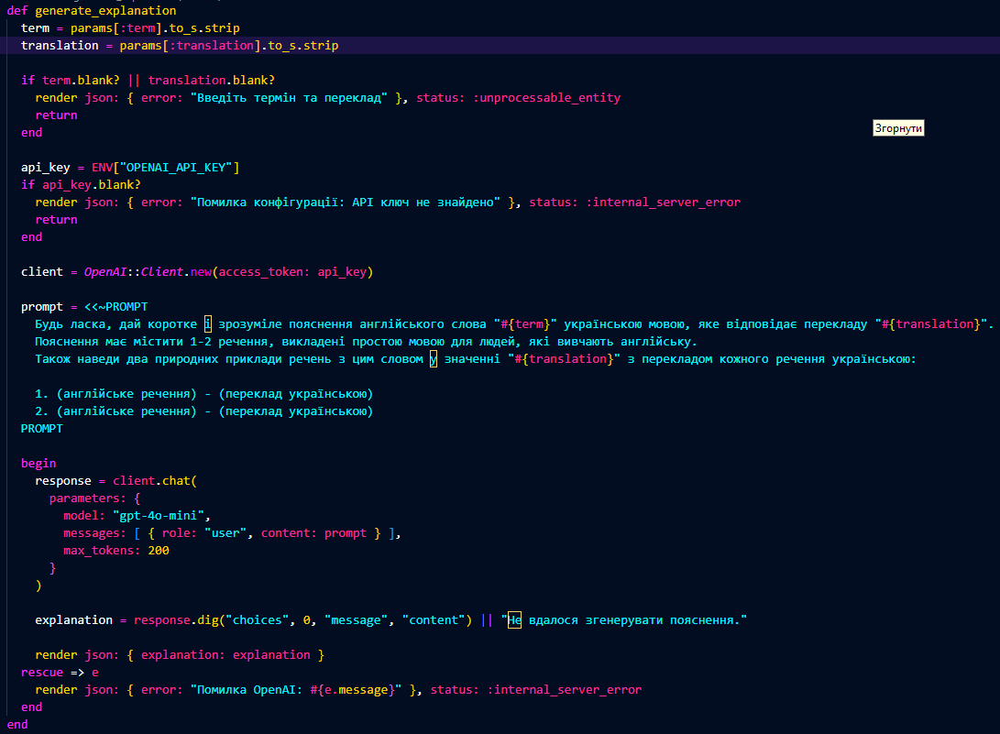 def generate_explanation
  term = params[:term].to_s.strip
  translation = params[:translation].to_s.strip

  if term.blank? || translation.blank?
    render json: { error: "Введіть термін та переклад" }, status: :unprocessable_entity
    return
  end
Згорнути

  api_key = ENV["OPENAI_API_KEY"]
  if api_key.blank?
    render json: { error: "Помилка конфігурації: API ключ не знайдено" }, status: :internal_server_error
    return
  end

  client = OpenAI::Client.new(access_token: api_key)

  prompt = <<~PROMPT
    Будь ласка, дай коротке і зрозуміле пояснення англійського слова "#{term}" українською мовою, яке відповідає перекладу "#{translation}".
    Пояснення має містити 1-2 речення, викладені простою мовою для людей, які вивчають англійську.
    Також наведи два природних приклади речень з цим словом у значенні "#{translation}" з перекладом кожного речення українською:

    1. (англійське речення) - (переклад українською)
    2. (англійське речення) - (переклад українською)
  PROMPT

  begin
    response = client.chat(
      parameters: {
        model: "gpt-4o-mini",
        messages: [ { role: "user", content: prompt } ],
        max_tokens: 200
      }
    )

    explanation = response.dig("choices", 0, "message", "content") || "Не вдалося згенерувати пояснення."

    render json: { explanation: explanation }
  rescue => e
    render json: { error: "Помилка OpenAI: #{e.message}" }, status: :internal_server_error
  end
end